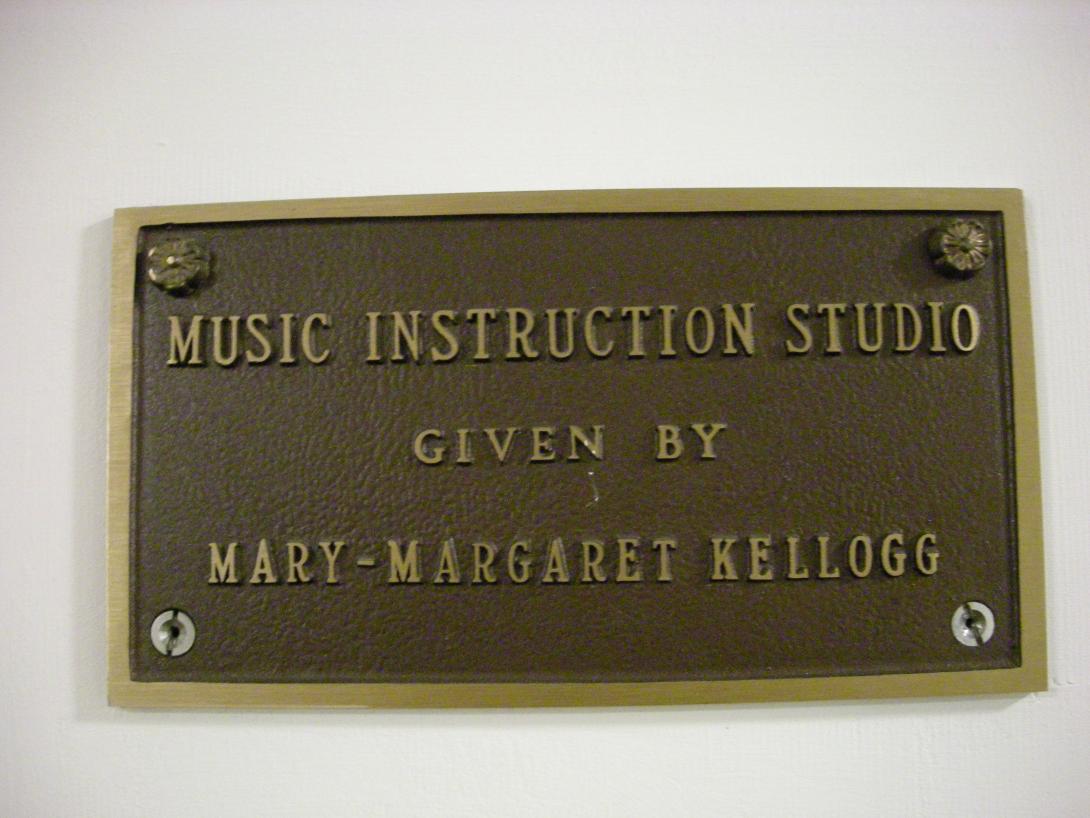 MUSIC INSTRUCTION STUDIO
GIVEN BY
MARY-MARGARET KELLOGG